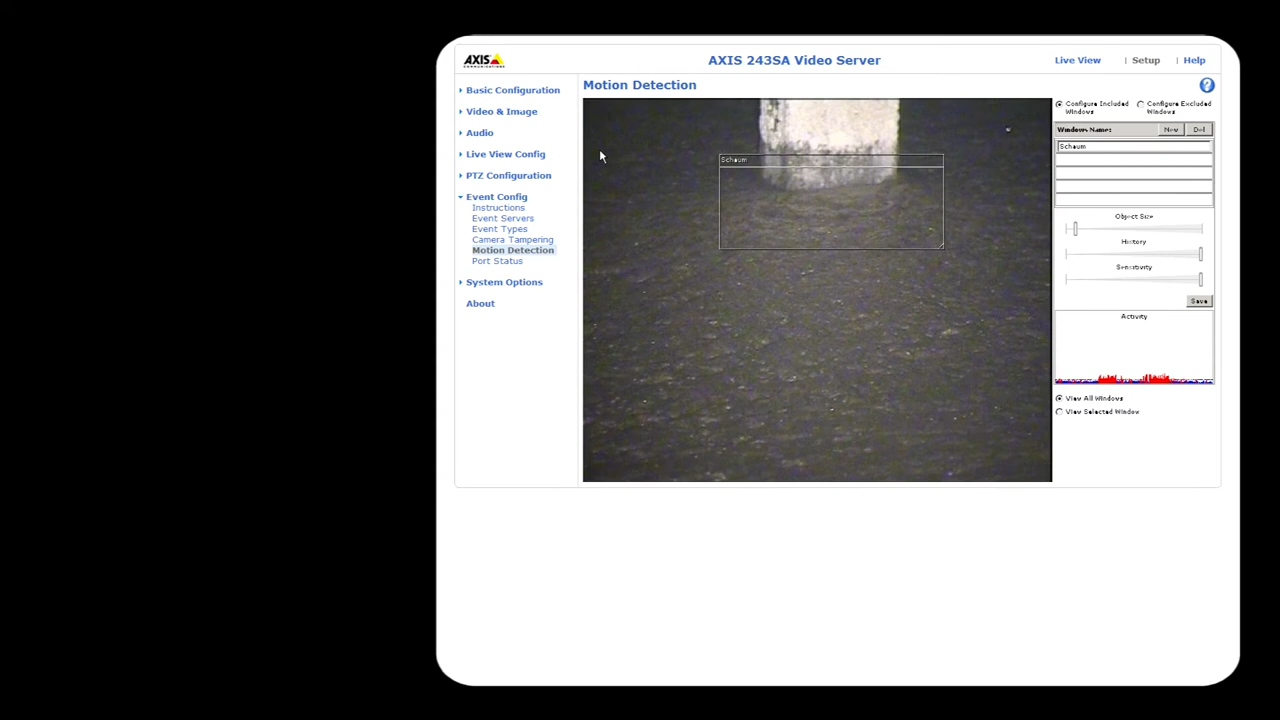 AXIS
COMMUNICATIONS
AXIS 243SA Video Server
Live View | Setup | Help
Basic Configuration
Video & Image
Audio
Live View Config
PTZ Configuration
Event Config
Instructions
Event Servers
Event Types
Camera Tampering
Motion Detection
Port Status
System Options
About
Motion Detection
Schaum
Configure Included Windows
Configure Excluded Windows
Windows Name:
New
Del
Schaum
Object Size
History
Sensitivity
Save
Activity
View All Windows
View Selected Window